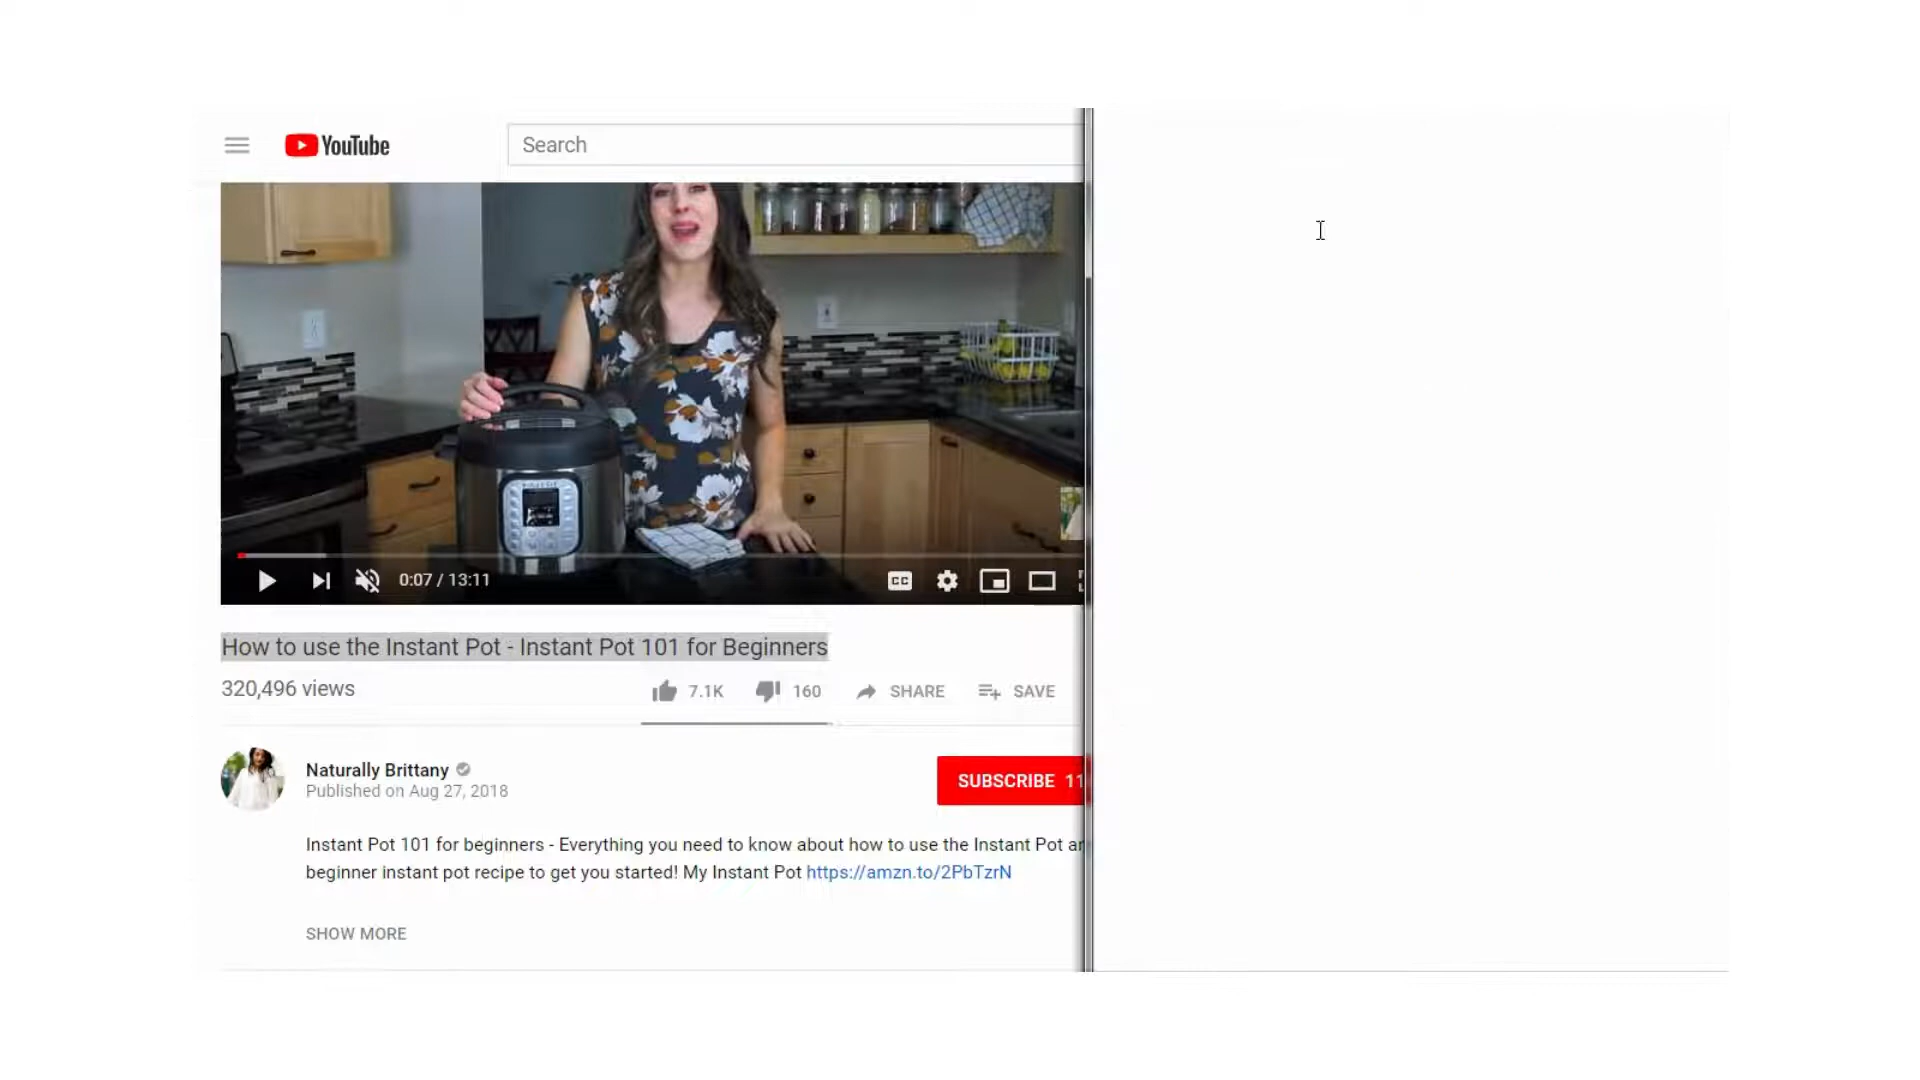 YouTube
Search
0:07 / 13:11
CC
How to use the Instant Pot - Instant Pot 101 for Beginners
320,496 views
7.1K
160
SHARE
SAVE
Naturally Brittany
Published on Aug 27, 2018
SUBSCRIBE 11
Instant Pot 101 for beginners - Everything you need to know about how to use the Instant Pot
beginner instant pot recipe to get you started! My Instant Pot https://amzn.to/2PbTzrN
SHOW MORE